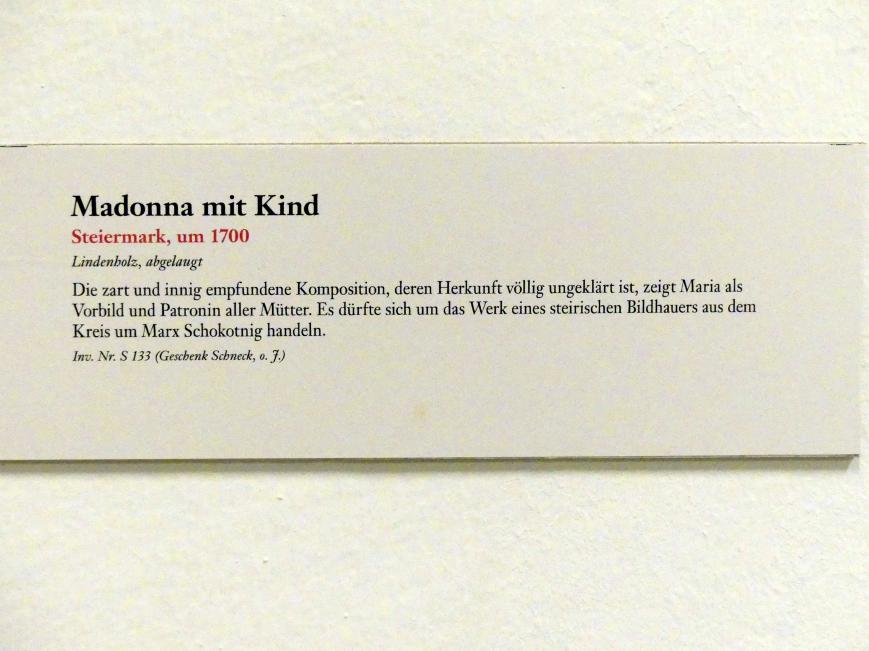 Madonna mit Kind
Steiermark, um 1700
Lindenholz, abgelaugt
Die zart und innig empfundene Komposition, deren Herkunft völlig ungeklärt ist, zeigt Maria als
Vorbild und Patronin aller Mütter. Es dürfte sich um das Werk eines steirischen Bildhauers aus dem
Kreis um Marx Schokotnig handeln.
Inv. Nr. S 133 (Geschenk Schneck, o. J.)